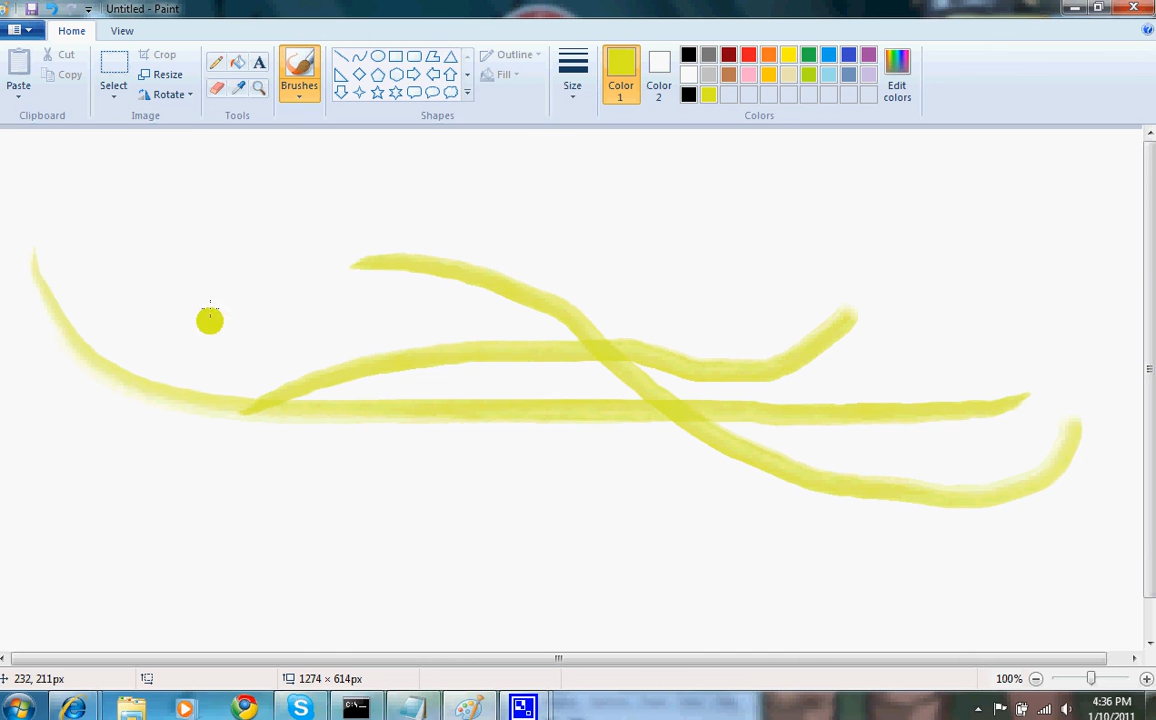 Untitled - Paint
Home View
Paste
Cut
Copy
Clipboard
Select
Crop
Resize
Rotate
Image
Tools
Brushes
Shapes
Outline
Fill
Size
Color 1
Color 2
Edit colors
Colors
232, 211px
1274 × 614px
100%
C:\
4:36 PM
1/10/2011